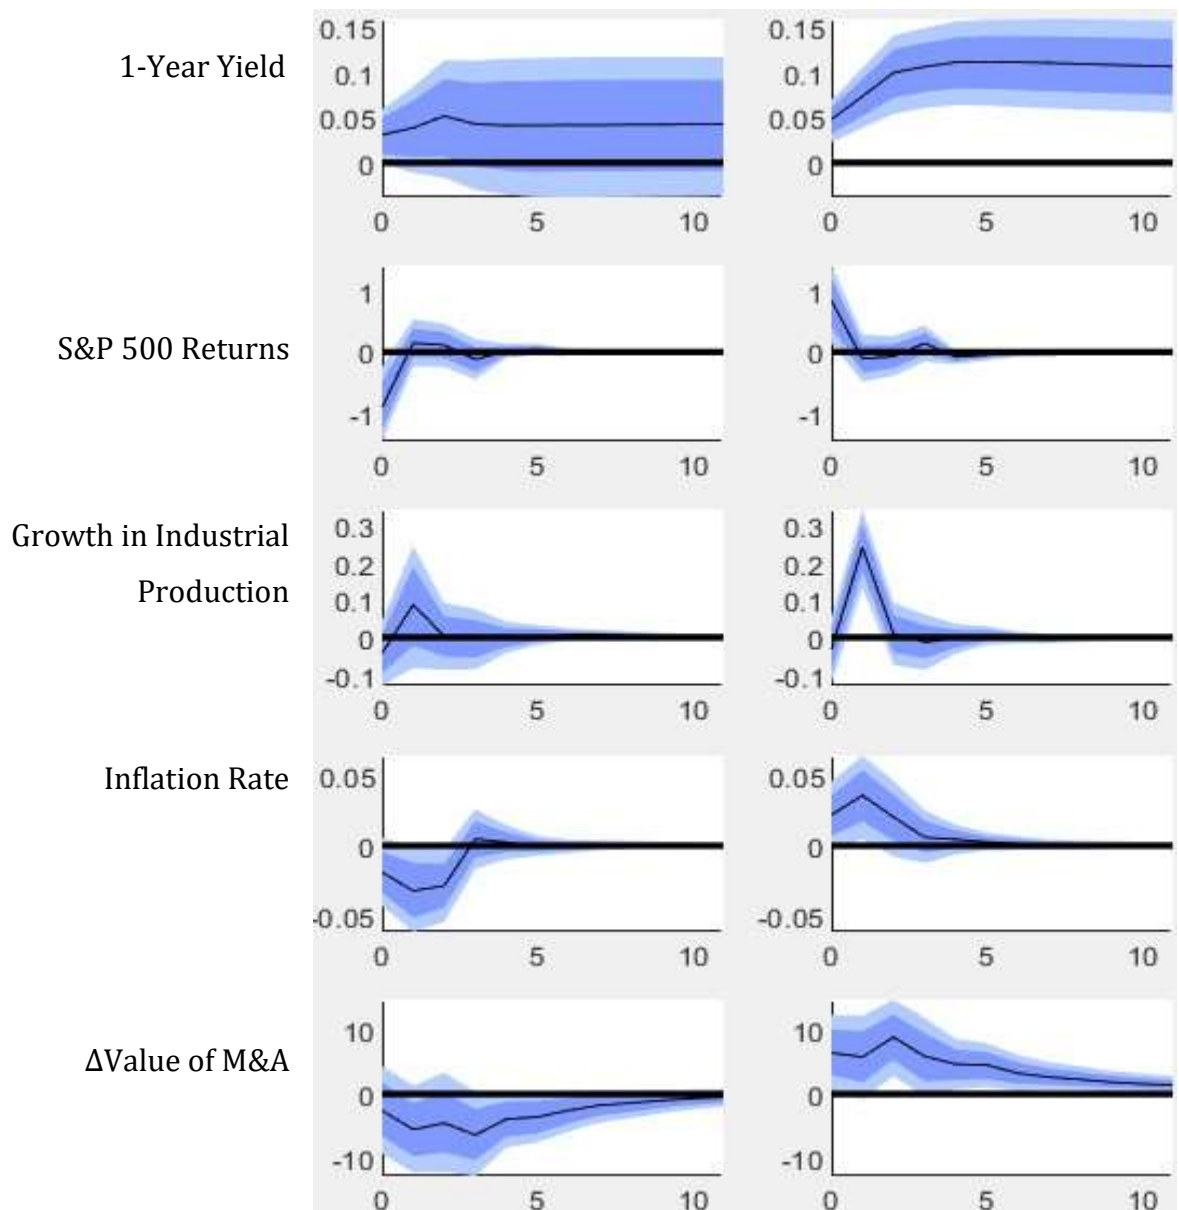 1-Year Yield
0.15 0.15
0.1 0.1
0.05 0.05
0 0
0 5 10 0 5 10
S&P 500 Returns
1 1
0 0
-1 -1
0 5 10 0 5 10
Growth in Industrial
Production
0.3 0.3
0.2 0.2
0.1 0.1
0 0
-0.1 -0.1
0 5 10 0 5 10
Inflation Rate
0.05 0.05
0 0
-0.05 -0.05
0 5 10 0 5 10
ΔValue of M&A
10 10
0 0
-10 -10
0 5 10 0 5 10